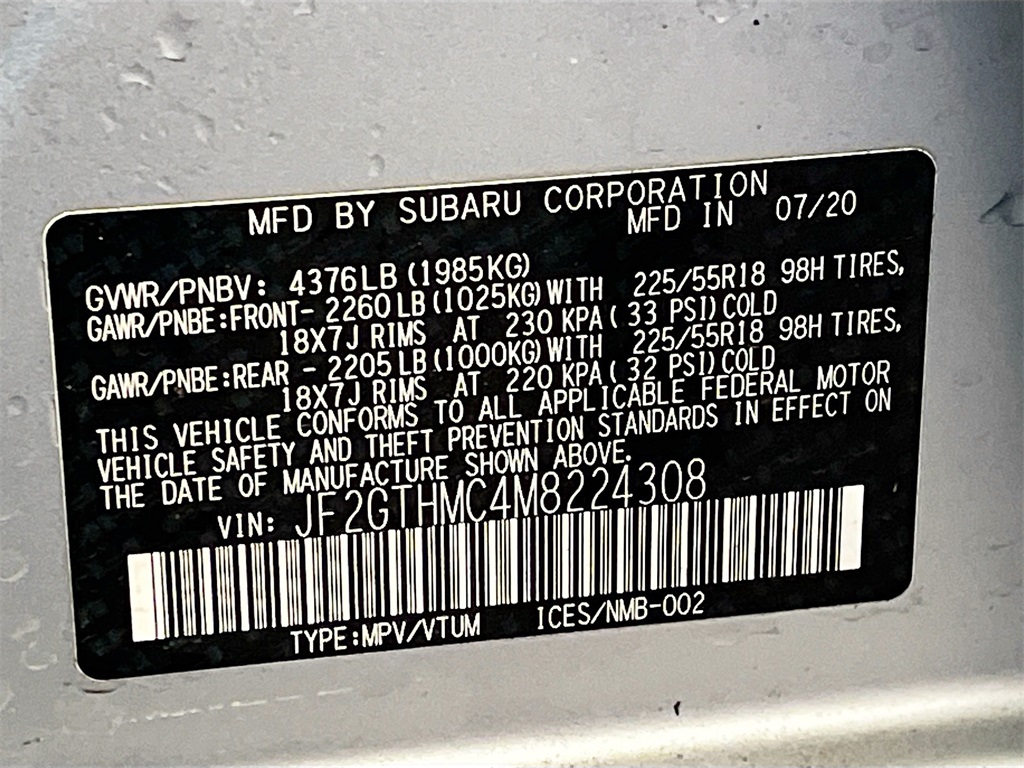 MFD BY SUBARU CORPORATION
MFD IN 07/20
GVWR/PNBV: 4376LB (1985KG)
GAWR/PNBE:FRONT- 2260LB (1025KG) WITH 225/55R18 98H TIRES,
18X7J RIMS AT 230 KPA( 33 PSI) COLD
GAWR/PNBE:REAR - 2205LB (1000KG) WITH 225/55R18 98H TIRES,
18X7J RIMS AT 220 KPA( 32 PSI) COLD
THIS VEHICLE CONFORMS TO ALL APPLICABLE FEDERAL MOTOR
VEHICLE SAFETY AND THEFT PREVENTION STANDARDS IN EFFECT ON
THE DATE OF MANUFACTURE SHOWN ABOVE.
VIN: JF2GTHMC4M8224308
TYPE:MPV/VTUM ICES/NMB-002